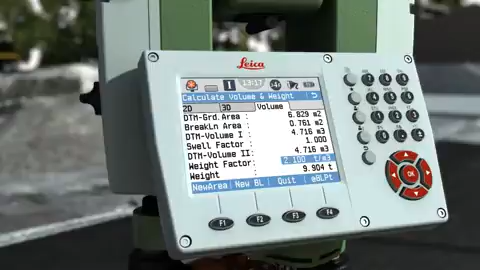 Leica
I 13:17
Calculate Volume & Weight
2D 3D Volume
DTM-Grd. Area : 6.829 m2
BreakLn Area : 0.761 m2
DTM-Volume I : 4.716 m3
Swell Factor : 1.000
DTM-Volume II: 4.716 m3
Weight Factor: 2.100 t/m3
Weight : 9.904 t
NewArea New BL Quit @BLPt
F1 F2 F3 F4
OK